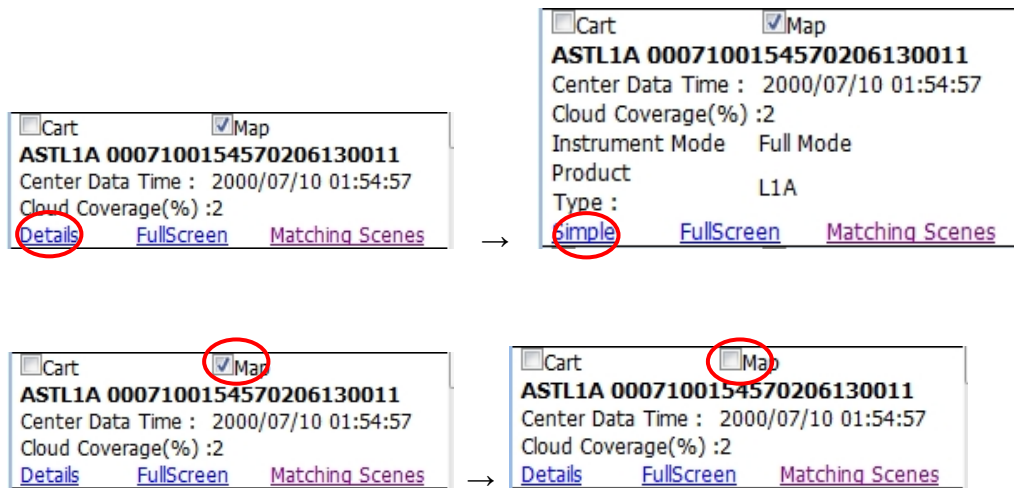 Cart Map
ASTL1A 0007100154570206130011
Center Data Time : 2000/07/10 01:54:57
Cloud Coverage(%) :2
Details FullScreen Matching Scenes
→
Cart Map
ASTL1A 0007100154570206130011
Center Data Time : 2000/07/10 01:54:57
Cloud Coverage(%) :2
Instrument Mode Full Mode
Product
Type : L1A
Simple FullScreen Matching Scenes
Cart Map
ASTL1A 0007100154570206130011
Center Data Time : 2000/07/10 01:54:57
Cloud Coverage(%) :2
Details FullScreen Matching Scenes
→
Cart Map
ASTL1A 0007100154570206130011
Center Data Time : 2000/07/10 01:54:57
Cloud Coverage(%) :2
Details FullScreen Matching Scenes